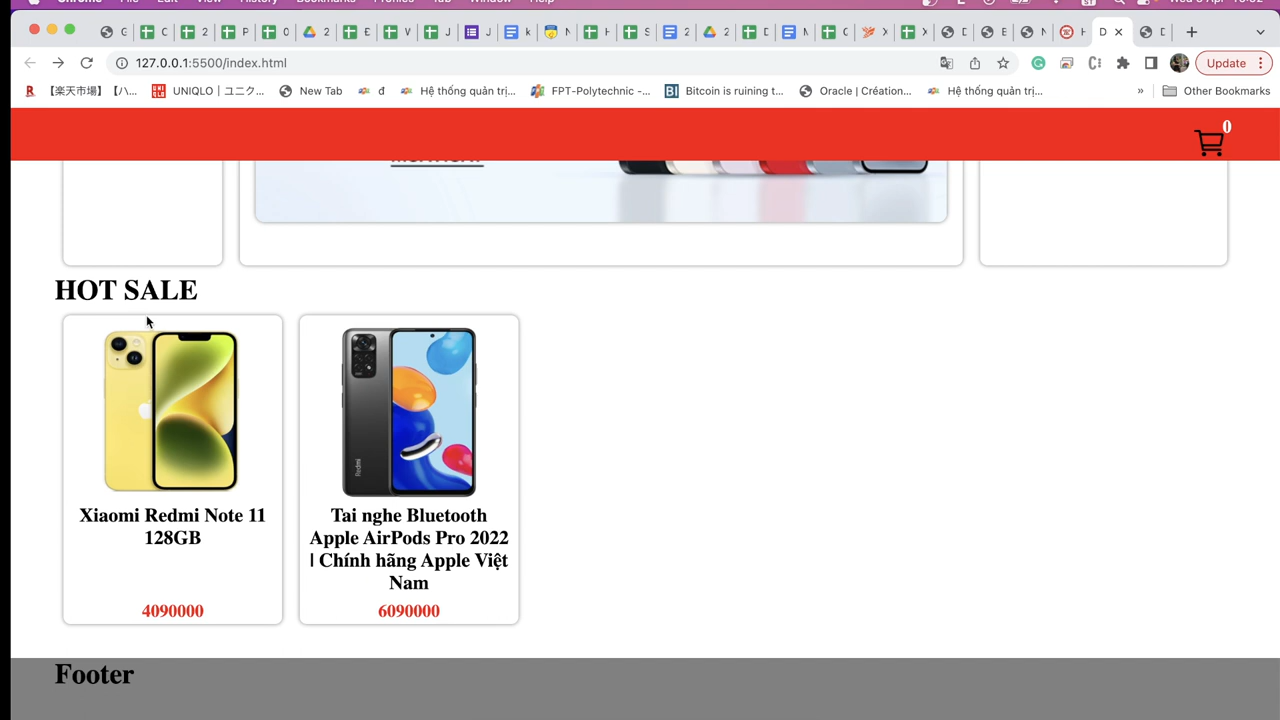 127.0.0.1:5500/index.html
Update
【楽天市場】【ハ...
UNIQLO｜ユニク...
New Tab
đ
Hệ thống quản trị...
FPT-Polytechnic -...
Bitcoin is ruining t...
Oracle | Création...
Hệ thống quản trị...
»
Other Bookmarks
0
HOT SALE
Xiaomi Redmi Note 11
128GB
4090000
Redmi
Tai nghe Bluetooth
Apple AirPods Pro 2022
| Chính hãng Apple Việt
Nam
6090000
Footer